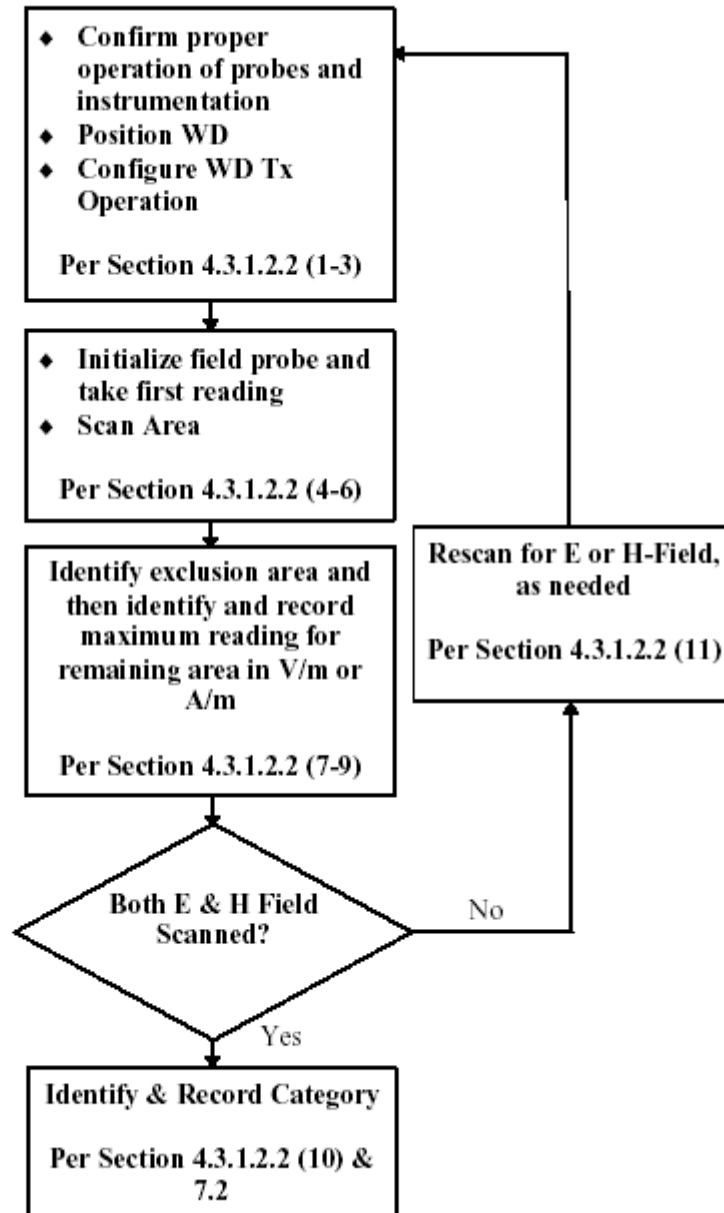 ◆ Confirm proper
operation of probes and
instrumentation
◆ Position WD
◆ Configure WD Tx
Operation
Per Section 4.3.1.2.2 (1-3)
◆ Initialize field probe and
take first reading
◆ Scan Area
Per Section 4.3.1.2.2 (4-6)
Identify exclusion area and
then identify and record
maximum reading for
remaining area in V/m or
A/m
Per Section 4.3.1.2.2 (7-9)
Rescan for E or H-Field,
as needed
Per Section 4.3.1.2.2 (11)
Both E & H Field
Scanned?
No
Yes
Identify & Record Category
Per Section 4.3.1.2.2 (10) &
7.2